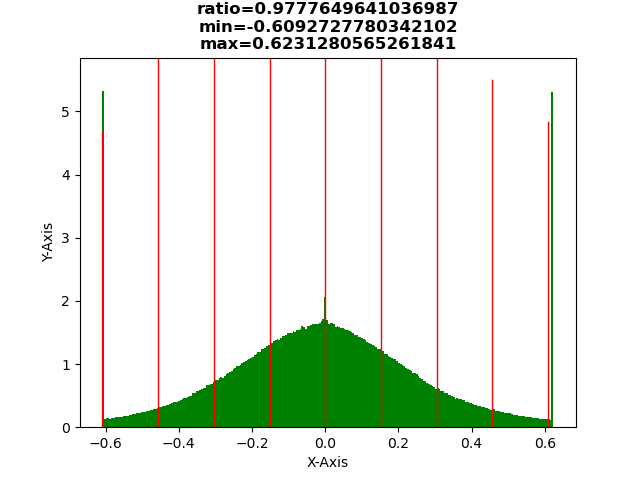 ratio=0.9777649641036987
min=-0.6092727780342102
max=0.6231280565261841
Y-Axis
5
4
3
2
1
0
−0.6 −0.4 −0.2 0.0 0.2 0.4 0.6
X-Axis